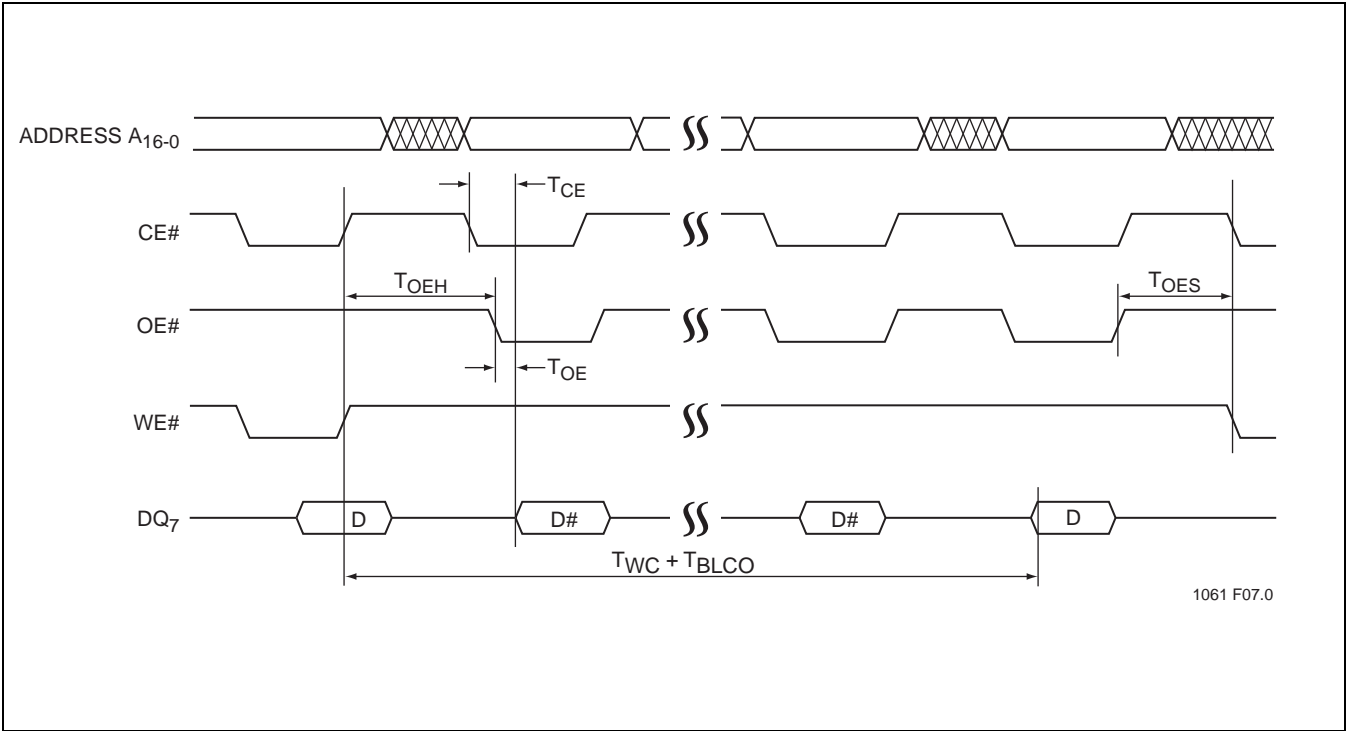 ADDRESS A16-0
TCE
CE#
TOEH
TOES
OE#
TOE
WE#
DQ7
D
D#
D#
D
TWC + TBLCO
1061 F07.0